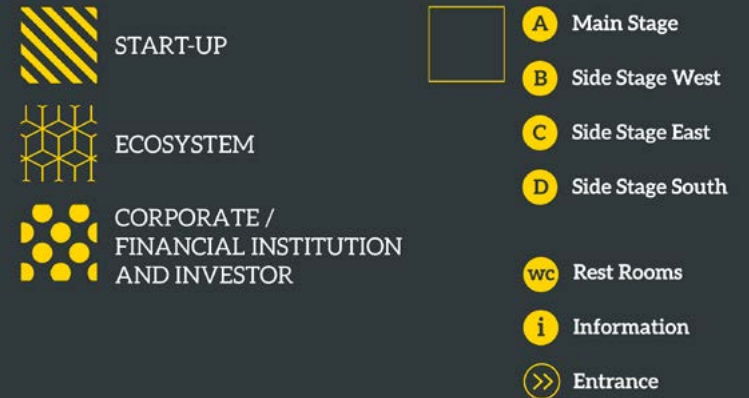 START-UP
ECOSYSTEM
CORPORATE /
FINANCIAL INSTITUTION
AND INVESTOR
A Main Stage
B Side Stage West
C Side Stage East
D Side Stage South
WC Rest Rooms
i Information
Entrance